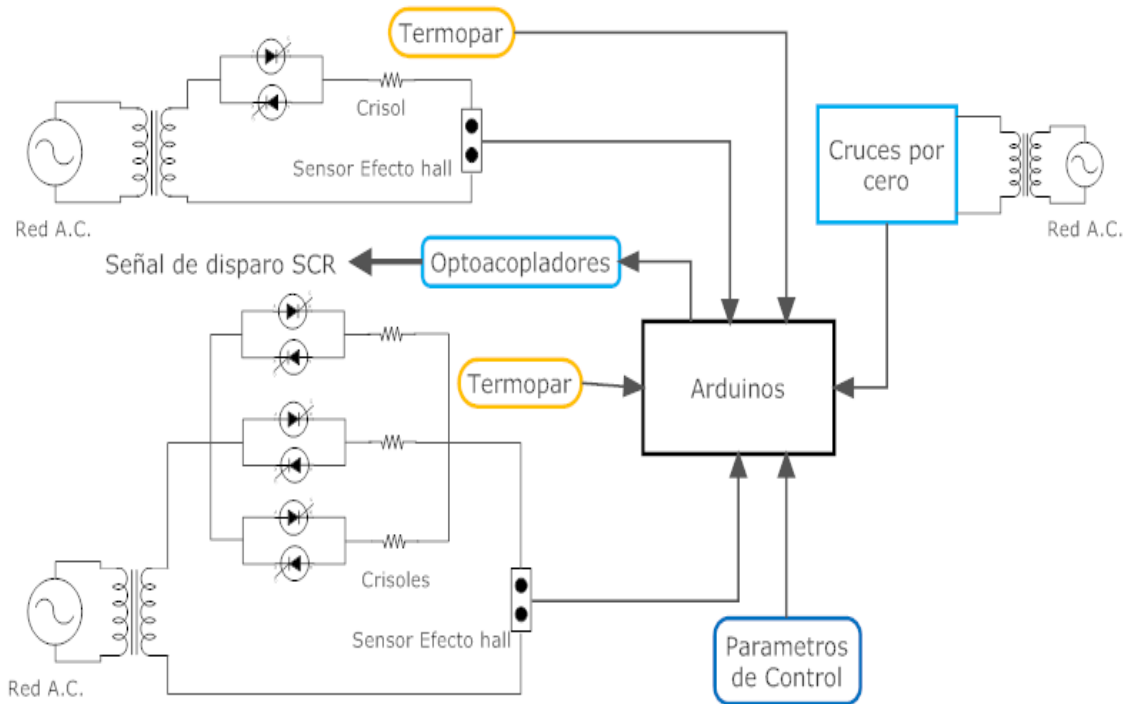 Termopar
Crisol
Sensor Efecto hall
Red A.C.
Cruces por
cero
Red A.C.
Señal de disparo SCR
Optoacopladores
Termopar
Arduinos
Crisoles
Sensor Efecto hall
Red A.C.
Parametros
de Control